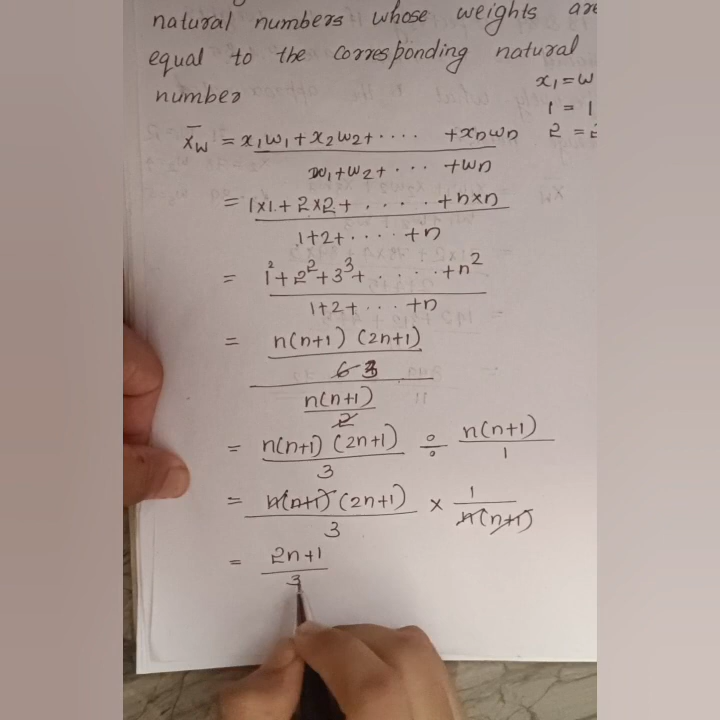 natural numbers whose weights are
equal to the corresponding natural
number
x₁ = w
1 = 1
2 = 2
x̄w = x₁w₁ + x₂w₂ + .... + xnwn
w₁ + w₂ + ... + wn
= 1×1 + 2×2 + ..... + n×n
1+2+ .... + n
= 1² + 2² + 3³ + ..... + n²
1+2+ ... + n
= n(n+1) (2n+1)
6 3
n(n+1)
2
= n(n+1) (2n+1) ÷ n(n+1)
3 1
= n(n+1) (2n+1) × 1
3 n(n+1)
= 2n+1
3